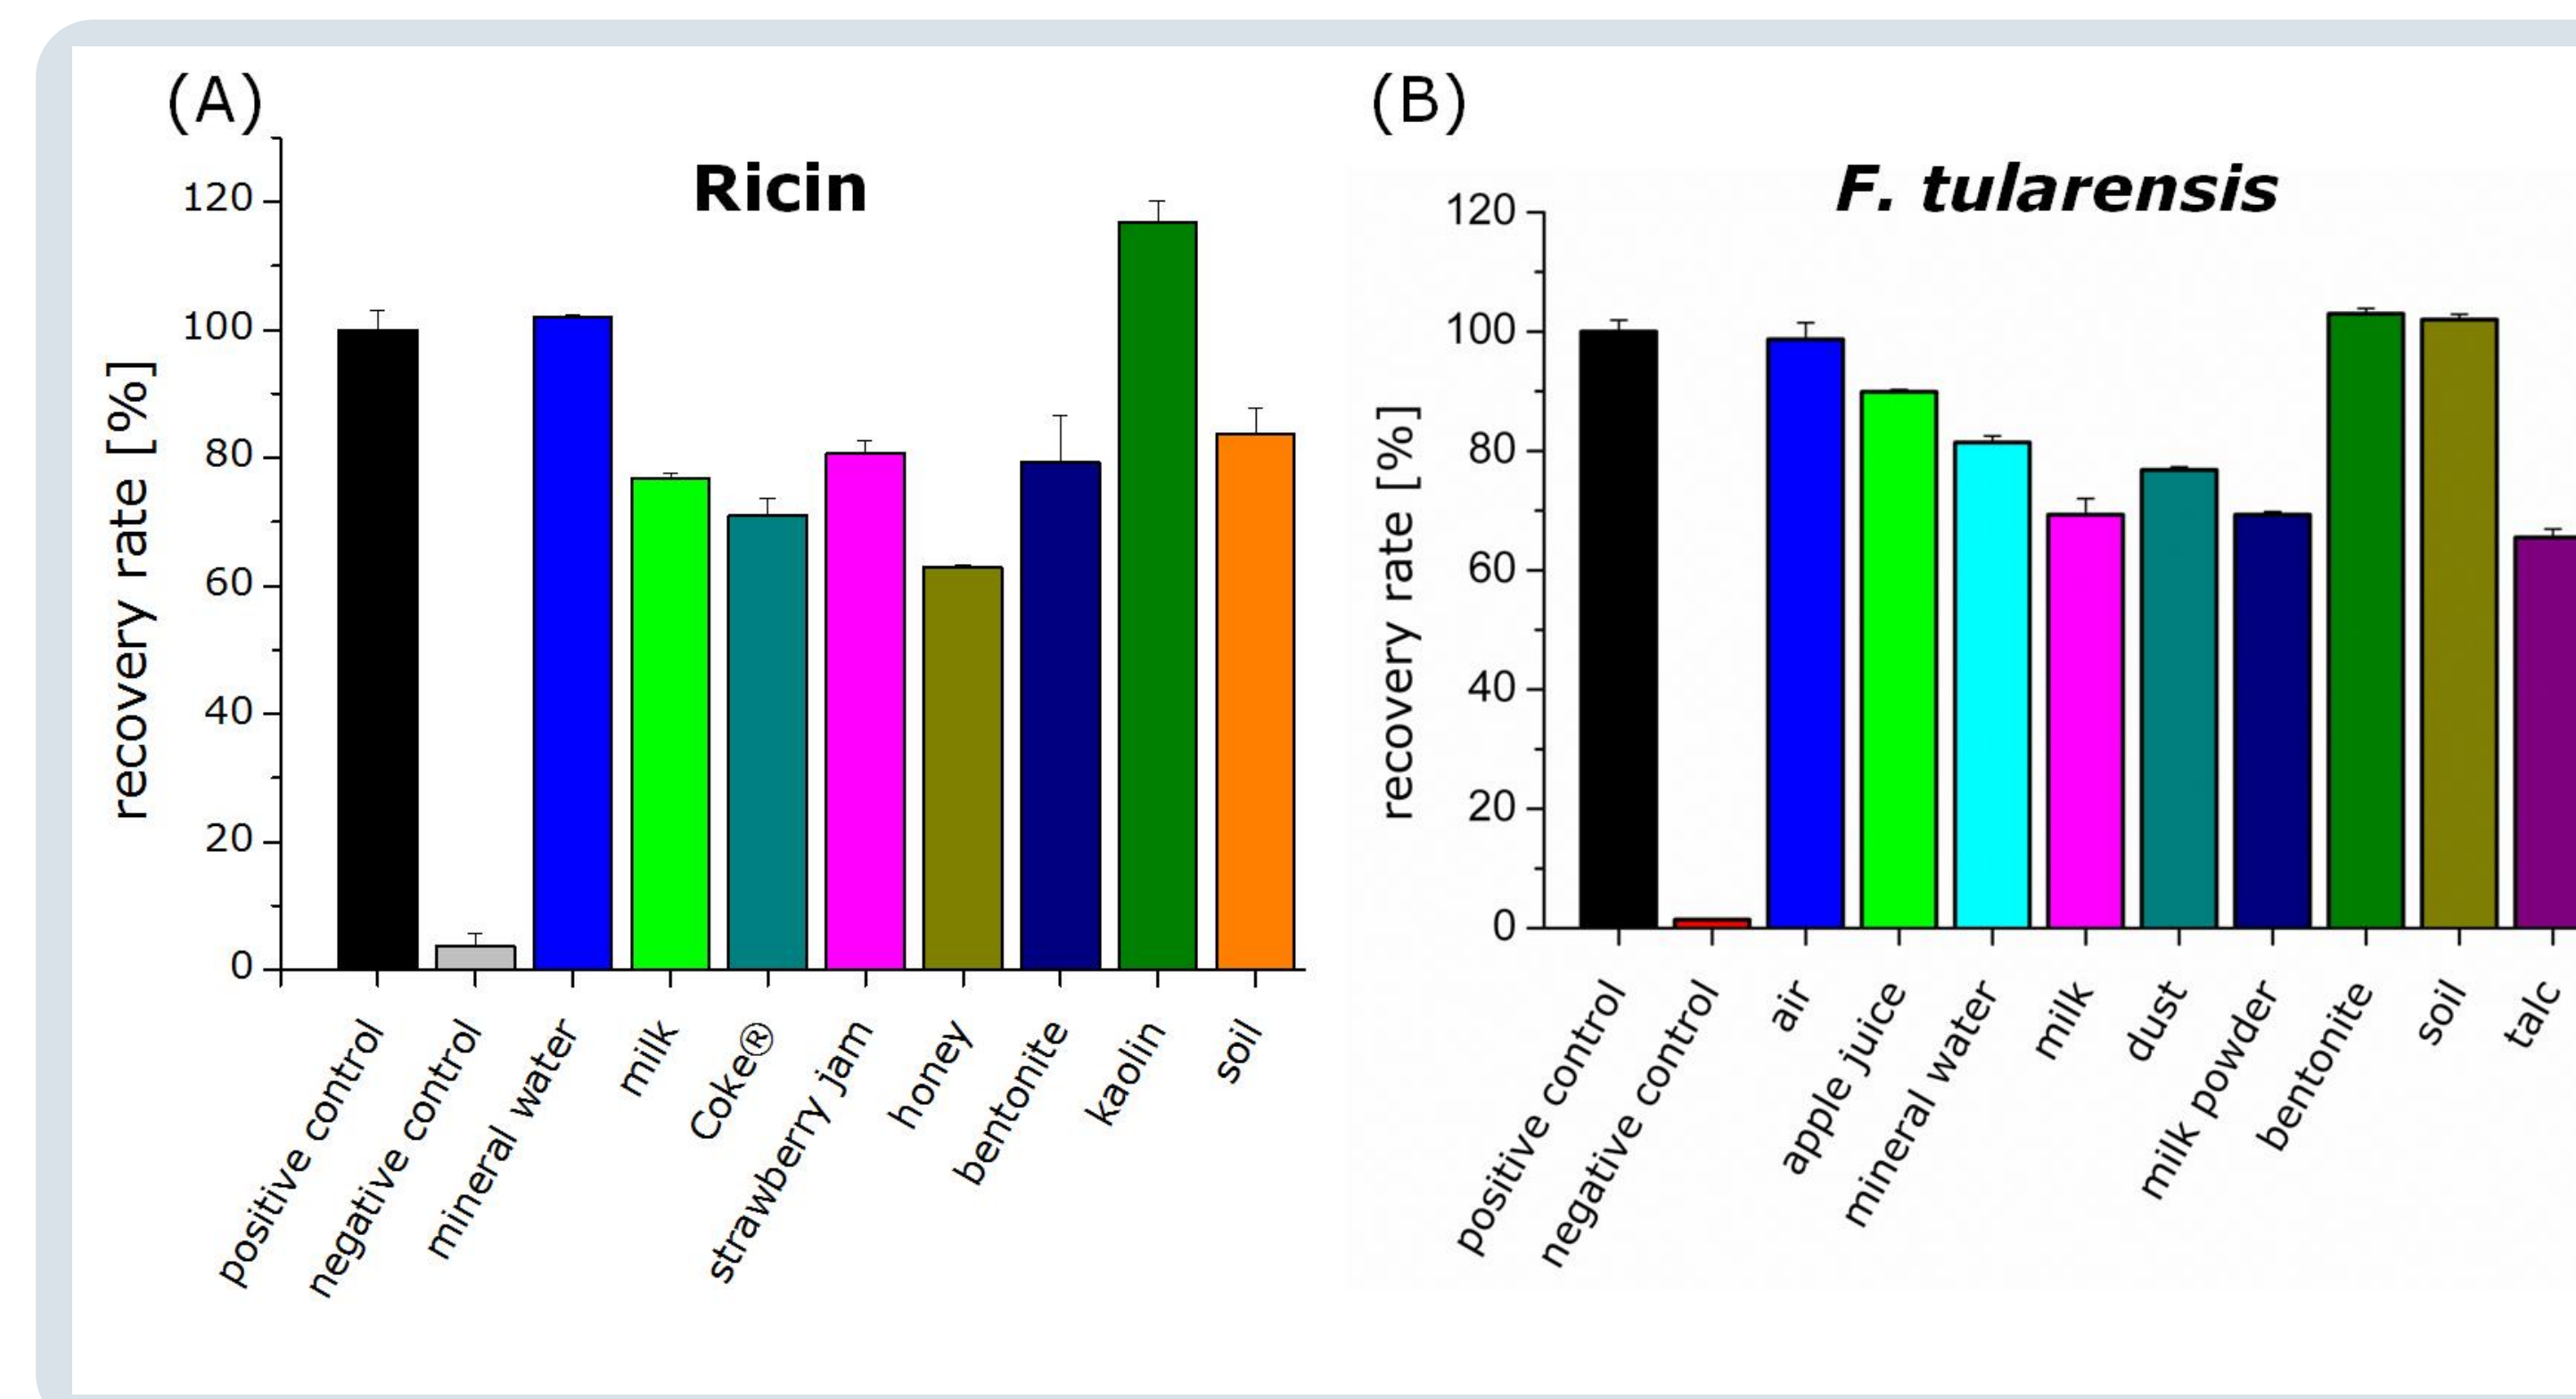 (A)
Ricin
recovery rate [%]
120
100
80
60
40
20
0
positive control
negative control
mineral water
milk
Coke®
strawberry jam
honey
bentonite
kaolin
soil
(B)
F. tularensis
recovery rate [%]
120
100
80
60
40
20
0
positive control
negative control
air
apple juice
mineral water
milk
dust
milk powder
bentonite
soil
talc